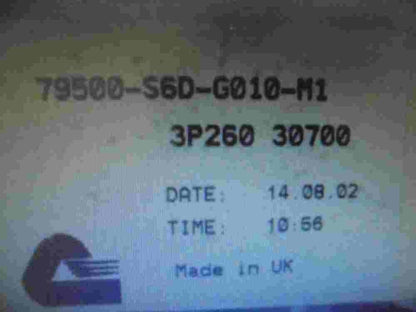 79500-S6D-G010-M1
3P260 30700
DATE: 14.08.02
TIME: 10:56
Made in UK